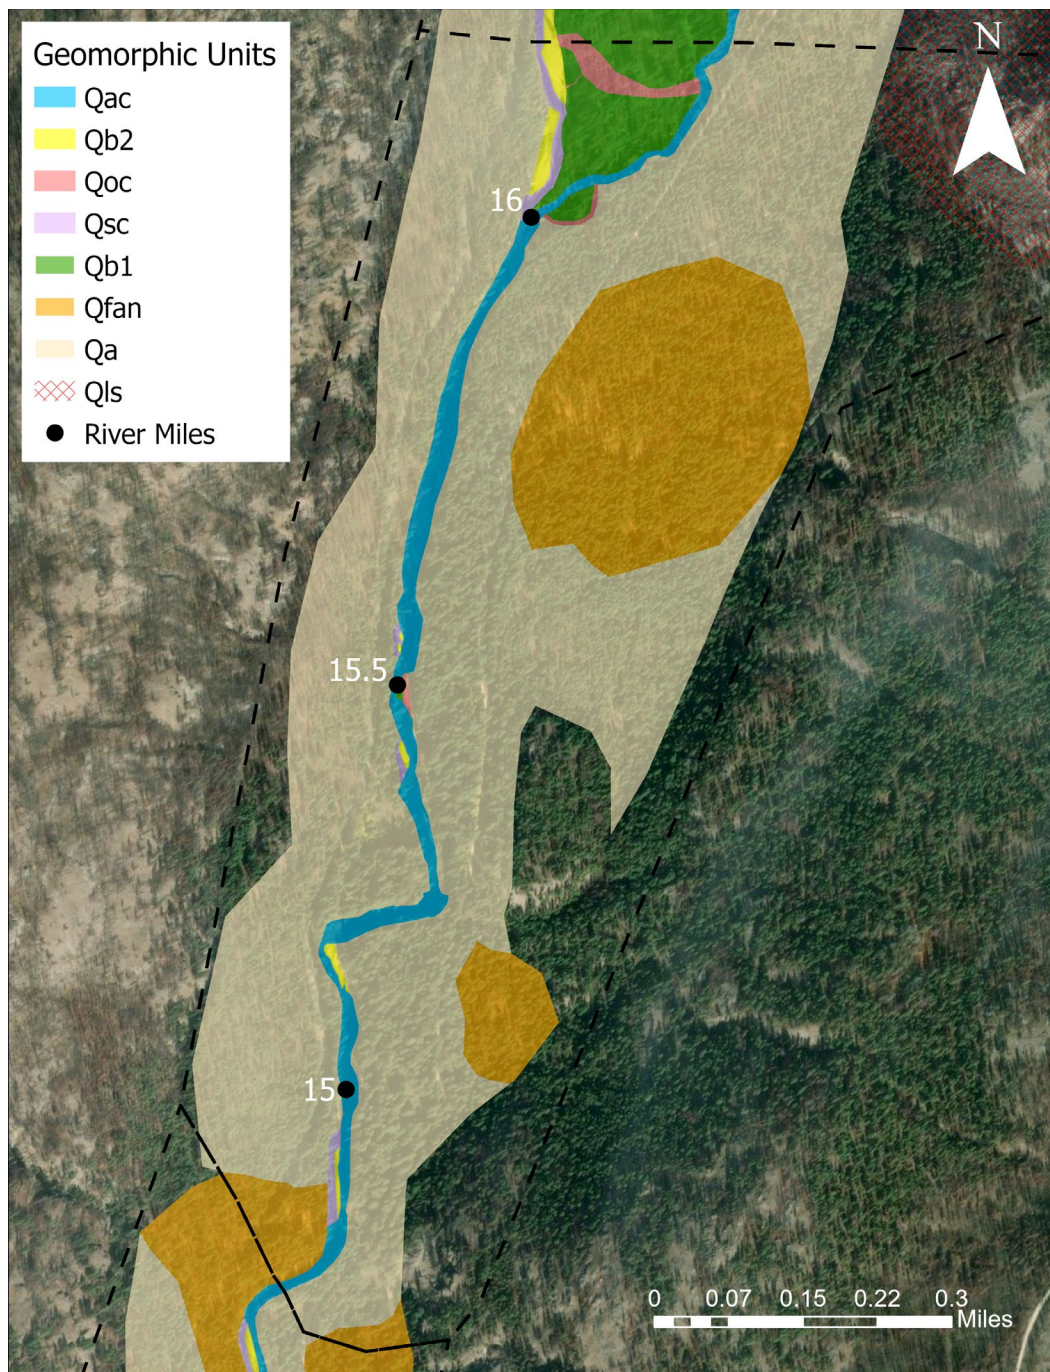 Geomorphic Units
Qac
Qb2
Qoc
Qsc
Qb1
Qfan
Qa
Qls
River Miles
N
16
15.5
15
0 0.07 0.15 0.22 0.3
Miles